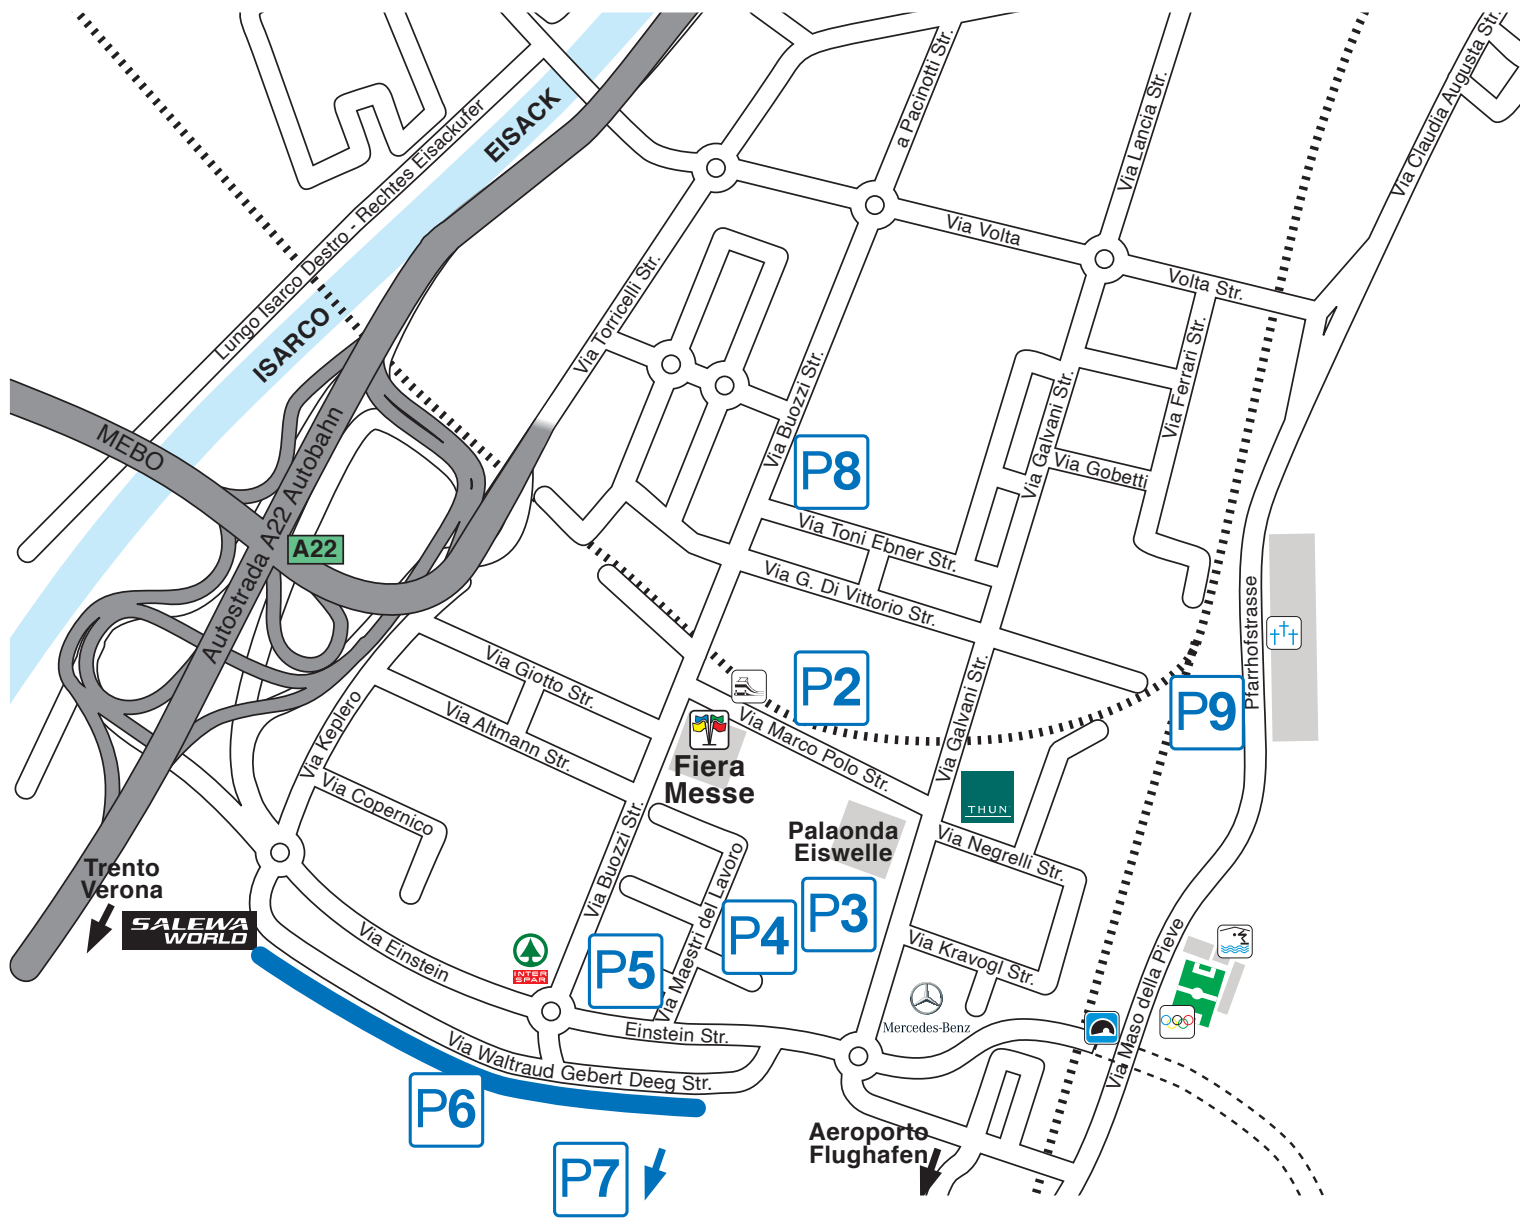 a Pacinotti Str.
Via Lancia Str.
Via Claudia Augusta Str.
EISACK
Lungo Isarco Destro - Rechtes Eisackufer
ISARCO
Via Volta
Volta Str.
Via Torricelli Str.
Via Buozzi Str.
Via Ferrari Str.
Via Galvani Str.
MEBO
Autostrada A22 Autobahn
A22
P8
Via Gobetti
Via Toni Ebner Str.
Via G. Di Vittorio Str.
Pfarrhofstrasse
Via Giotto Str.
Via Altmann Str.
Via Keplero
Via Copernico
P2
P9
Via Marco Polo Str.
Via Galvani Str.
Fiera
Messe
THUN
Palaonda
Eiswelle
Via Negrelli Str.
Via Buozzi Str.
Via Maestri del Lavoro
Trento
Verona
SALEWA
WORLD
P3
P4
P5
Via Einstein
INTER
SPAR
Via Kravogl Str.
Mercedes-Benz
Via Maso della Pieve
Einstein Str.
Via Waltraud Gebert Deeg Str.
P6
P7
Aeroporto
Flughafen